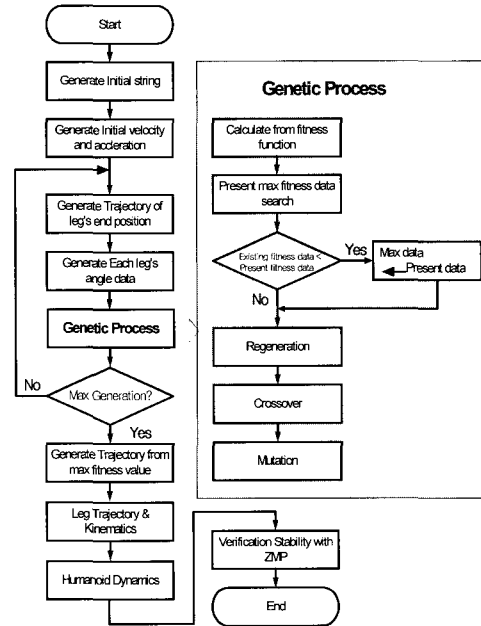 Start
Generate Initial string
Generate Initial velocity
and accleration
Generate Trajectory of
leg's end position
Generate Each leg's
angle data
Genetic Process
No
Max Generation?
Yes
Generate Trajectory from
max fitness value
Leg Trajectory &
Kinematics
Humanoid Dynamics
Genetic Process
Calculate from fitness
function
Present max fitness data
search
Existing fitness data <
Present fitness data
Yes
Max data
Present data
No
Regeneration
Crossover
Mutation
Verification Stability with
ZMP
End